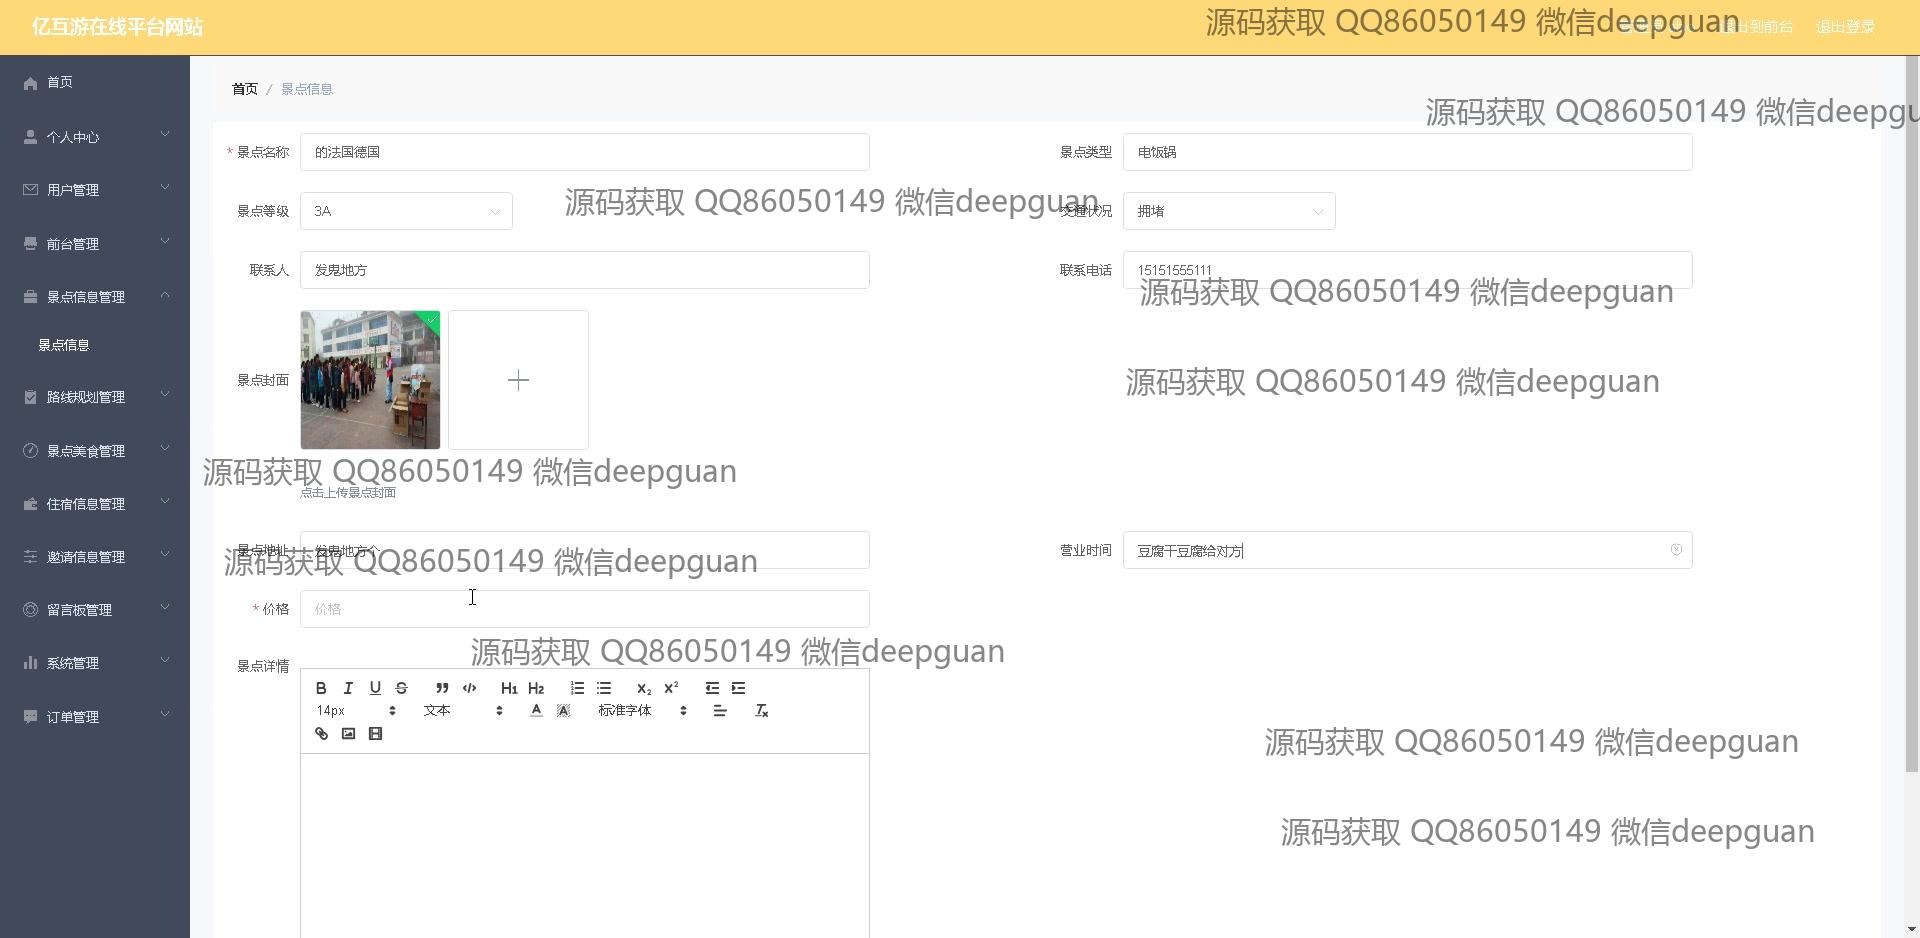 亿互游在线平台网站
源码获取 QQ86050149 微信deepguan
退出到前台
退出登录
首页
个人中心
用户管理
前台管理
景点信息管理
景点信息
路线规划管理
景点美食管理
住宿信息管理
邀请信息管理
留言板管理
系统管理
订单管理
首页 / 景点信息
源码获取 QQ86050149 微信deepgu
* 景点名称 的法国德国
景点类型 电饭锅
源码获取 QQ86050149 微信deepguan
景点等级 3A
交通状况 拥堵
联系人 发鬼地方
联系电话 15151555111
源码获取 QQ86050149 微信deepguan
景点封面
源码获取 QQ86050149 微信deepguan
源码获取 QQ86050149 微信deepguan
点击上传景点封面
景点地址 发鬼地方个
营业时间 豆腐干豆腐给对方
源码获取 QQ86050149 微信deepguan
* 价格 价格
源码获取 QQ86050149 微信deepguan
景点详情
B I U S H1 H2 X₂ X²
14px 文本 A A 标准字体
源码获取 QQ86050149 微信deepguan
源码获取 QQ86050149 微信deepguan